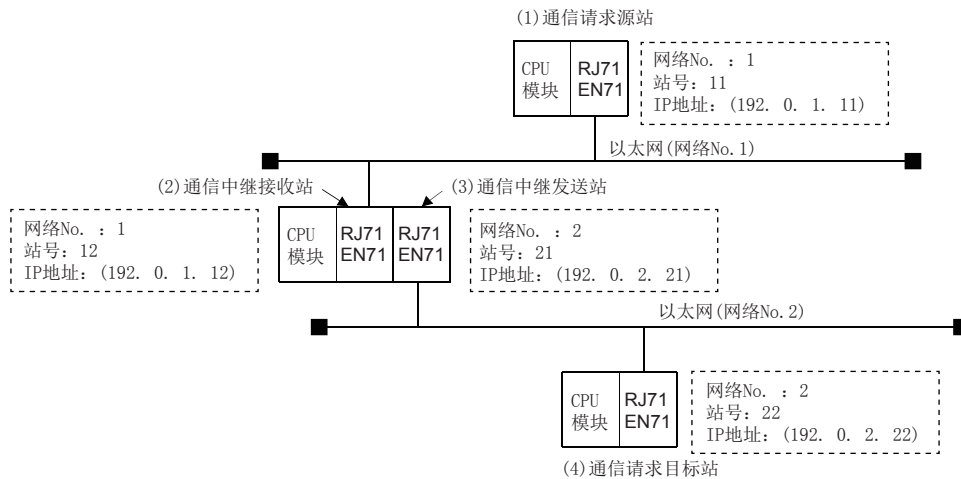 (1)通信请求源站
CPU
模块
RJ71
EN71
网络No. : 1
站号: 11
IP地址: (192. 0. 1. 11)
以太网(网络No.1)
(2)通信中继接收站
(3)通信中继发送站
网络No. : 1
站号: 12
IP地址: (192. 0. 1. 12)
CPU
模块
RJ71
EN71
RJ71
EN71
网络No. : 2
站号: 21
IP地址: (192. 0. 2. 21)
以太网(网络No.2)
CPU
模块
RJ71
EN71
网络No. : 2
站号: 22
IP地址: (192. 0. 2. 22)
(4)通信请求目标站